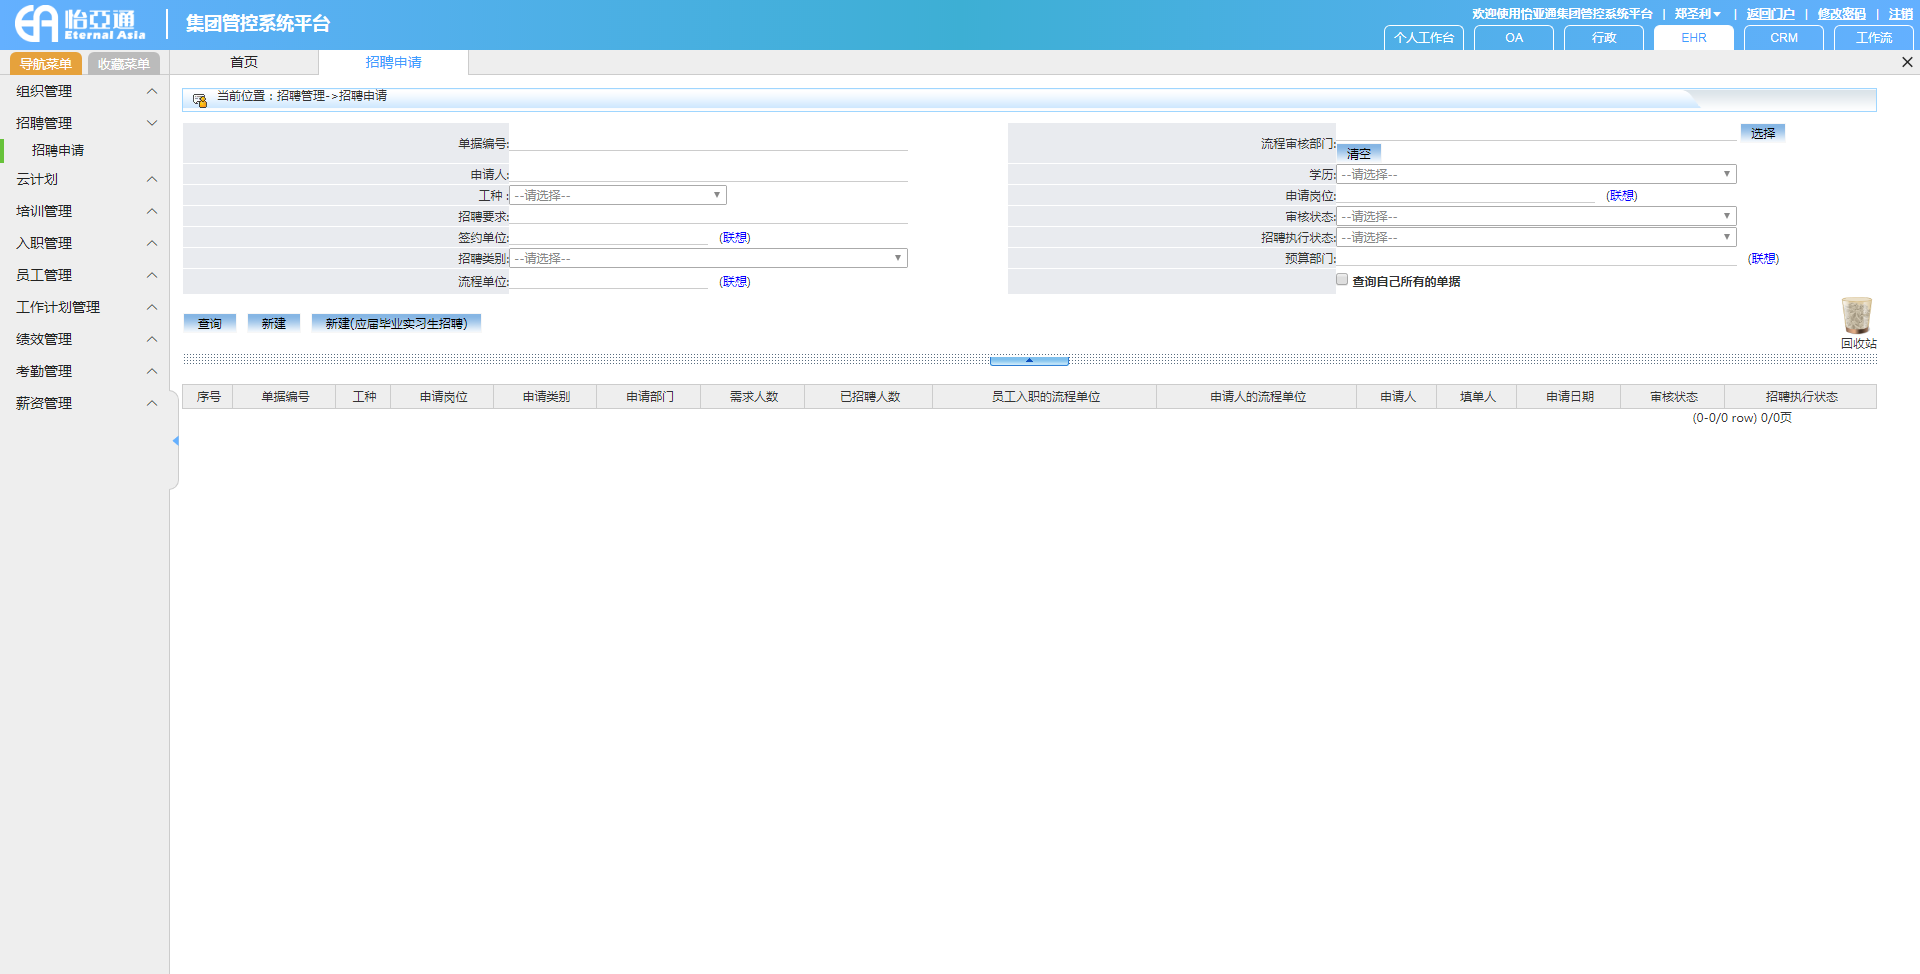 怡亞通
Eternal Asia
集团管控系统平台
欢迎使用怡亚通集团管控系统平台 | 郑圣利 | 返回门户 | 修改密码 | 注销
个人工作台 OA 行政 EHR CRM 工作流
导航菜单 收藏菜单 首页 招聘申请
组织管理
招聘管理
招聘申请
云计划
培训管理
入职管理
员工管理
工作计划管理
绩效管理
考勤管理
薪资管理
当前位置：招聘管理->招聘申请
单据编号: 流程审核部门: 选择
清空
申请人: 学历: --请选择--
工种 : --请选择-- 申请岗位: (联想)
招聘要求: 审核状态: --请选择--
签约单位: (联想) 招聘执行状态: --请选择--
招聘类别: --请选择-- 预算部门: (联想)
流程单位: (联想) 查询自己所有的单据
查询 新建 新建(应届毕业实习生招聘)
回收站
序号 单据编号 工种 申请岗位 申请类别 申请部门 需求人数 已招聘人数 员工入职的流程单位 申请人的流程单位 申请人 填单人 申请日期 审核状态 招聘执行状态
(0-0/0 row) 0/0页